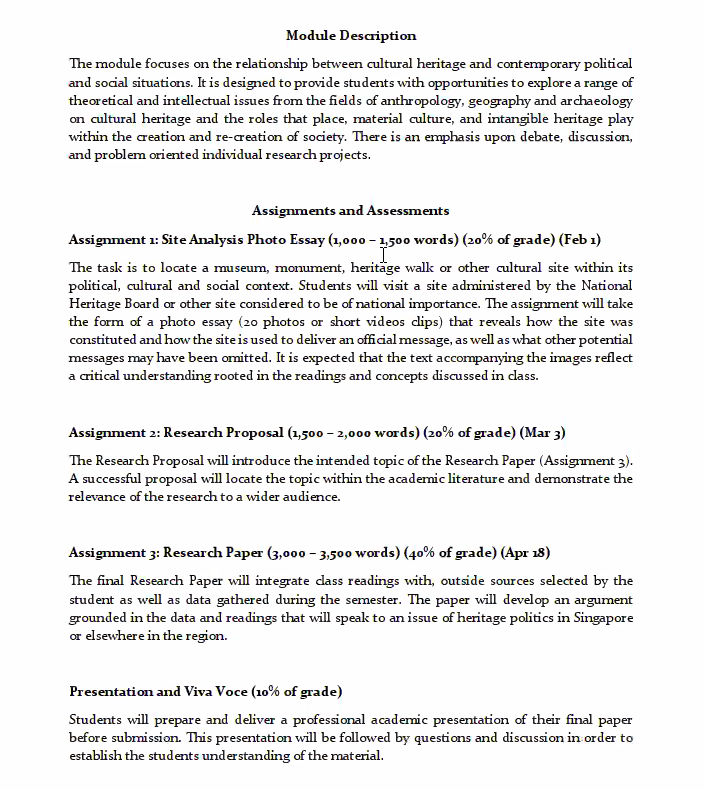 Module Description
The module focuses on the relationship between cultural heritage and contemporary political
and social situations. It is designed to provide students with opportunities to explore a range of
theoretical and intellectual issues from the fields of anthropology, geography and archaeology
on cultural heritage and the roles that place, material culture, and intangible heritage play
within the creation and re-creation of society. There is an emphasis upon debate, discussion,
and problem oriented individual research projects.
Assignments and Assessments
Assignment 1: Site Analysis Photo Essay (1,000 – 1,500 words) (20% of grade) (Feb 1)
The task is to locate a museum, monument, heritage walk or other cultural site within its
political, cultural and social context. Students will visit a site administered by the National
Heritage Board or other site considered to be of national importance. The assignment will take
the form of a photo essay (20 photos or short videos clips) that reveals how the site was
constituted and how the site is used to deliver an official message, as well as what other potential
messages may have been omitted. It is expected that the text accompanying the images reflect
a critical understanding rooted in the readings and concepts discussed in class.
Assignment 2: Research Proposal (1,500 – 2,000 words) (20% of grade) (Mar 3)
The Research Proposal will introduce the intended topic of the Research Paper (Assignment 3).
A successful proposal will locate the topic within the academic literature and demonstrate the
relevance of the research to a wider audience.
Assignment 3: Research Paper (3,000 – 3,500 words) (40% of grade) (Apr 18)
The final Research Paper will integrate class readings with, outside sources selected by the
student as well as data gathered during the semester. The paper will develop an argument
grounded in the data and readings that will speak to an issue of heritage politics in Singapore
or elsewhere in the region.
Presentation and Viva Voce (10% of grade)
Students will prepare and deliver a professional academic presentation of their final paper
before submission. This presentation will be followed by questions and discussion in order to
establish the students understanding of the material.